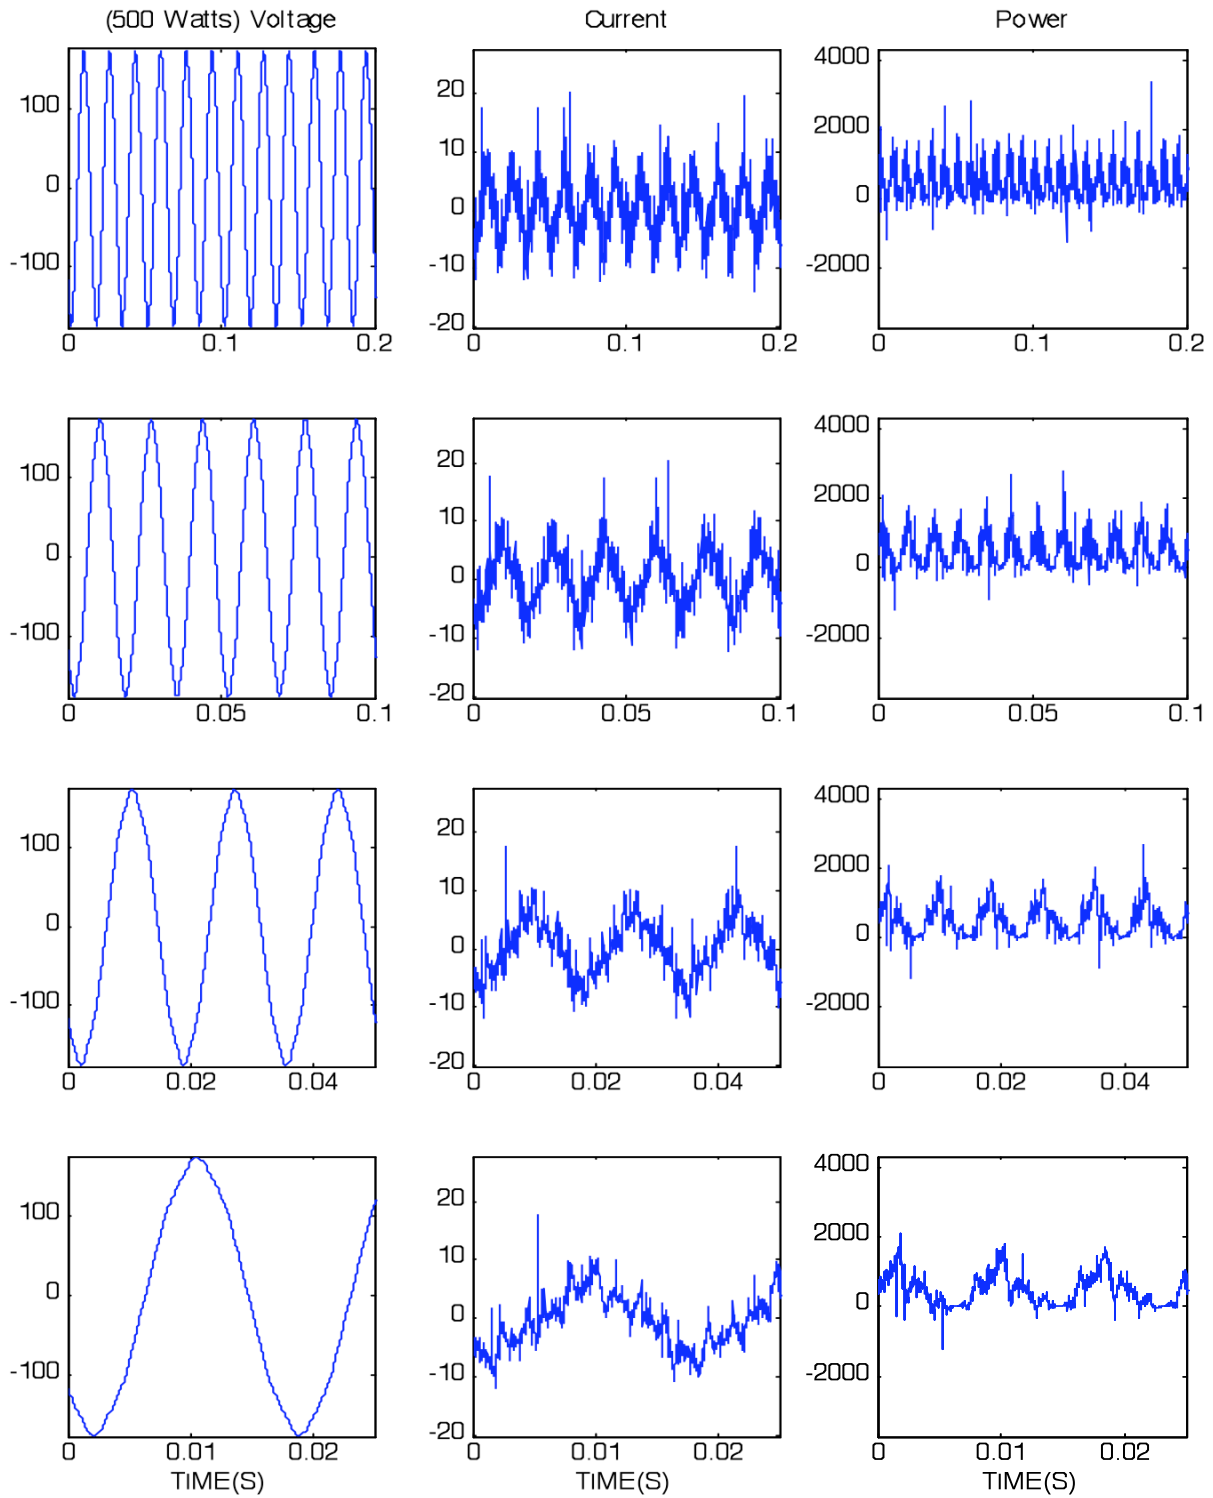 (500 Watts) Voltage Current Power
100 0 -100 0 0.1 0.2
20 10 0 -10 -20 0 0.1 0.2
4000 2000 0 -2000 0 0.1 0.2
100 0 -100 0 0.05 0.1
20 10 0 -10 -20 0 0.05 0.1
4000 2000 0 -2000 0 0.05 0.1
100 0 -100 0 0.02 0.04
20 10 0 -10 -20 0 0.02 0.04
4000 2000 0 -2000 0 0.02 0.04
100 0 -100 0 0.01 0.02
20 10 0 -10 -20 0 0.01 0.02
4000 2000 0 -2000 0 0.01 0.02
TIME(S) TIME(S) TIME(S)